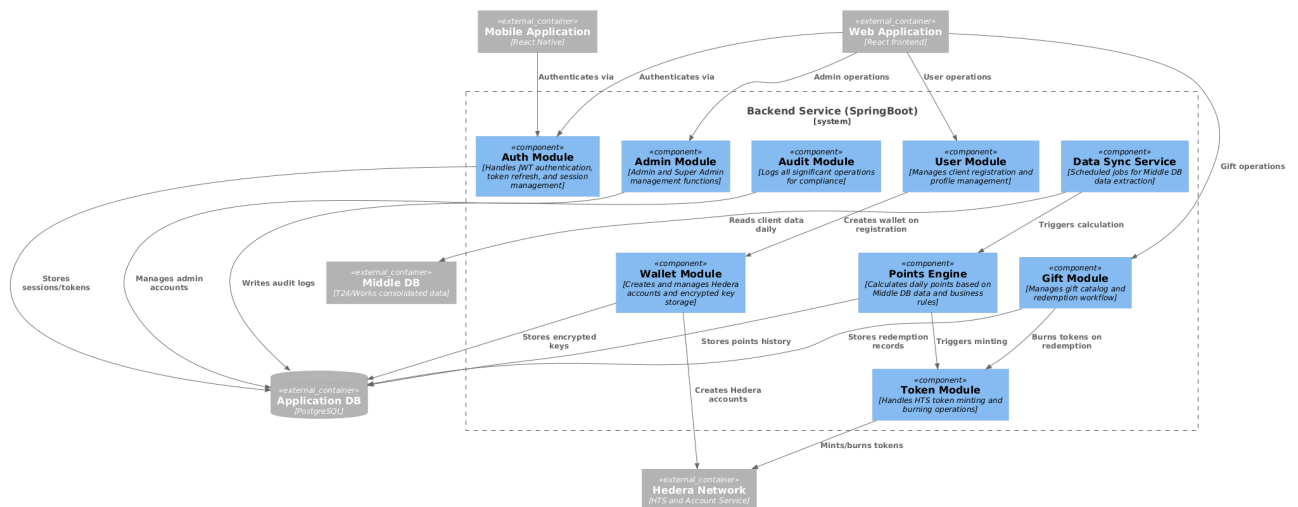 «external_container»
Mobile Application
[React Native]
«external_container»
Web Application
[React frontend]
Authenticates via
Authenticates via
Admin operations
User operations
Backend Service (SpringBoot)
[system]
«component»
Auth Module
[Handles JWT authentication,
token refresh, and session
management]
«component»
Admin Module
[Admin and Super Admin
management functions]
«component»
Audit Module
[Logs all significant operations
for compliance]
«component»
User Module
[Manages client registration and
profile management]
«component»
Data Sync Service
[Scheduled jobs for Middle DB
data extraction]
Gift operations
Reads client data
daily
Creates wallet on
registration
Triggers calculation
Stores
sessions/tokens
Manages admin
accounts
Writes audit logs
«external_container»
Middle DB
[T24/Works consolidated data]
«component»
Wallet Module
[Creates and manages Hedera
accounts and encrypted key
storage]
«component»
Points Engine
[Calculates daily points based on
Middle DB data and business
rules]
«component»
Gift Module
[Manages gift catalog and
redemption workflow]
Stores encrypted
keys
Stores points history
Stores redemption
records
Triggers minting
Burns tokens on
redemption
«external_container»
Application DB
[PostgreSQL]
Creates Hedera
accounts
«component»
Token Module
[Handles HTS token minting and
burning operations]
Mints/burns tokens
«external_container»
Hedera Network
[HTS and Account Service]